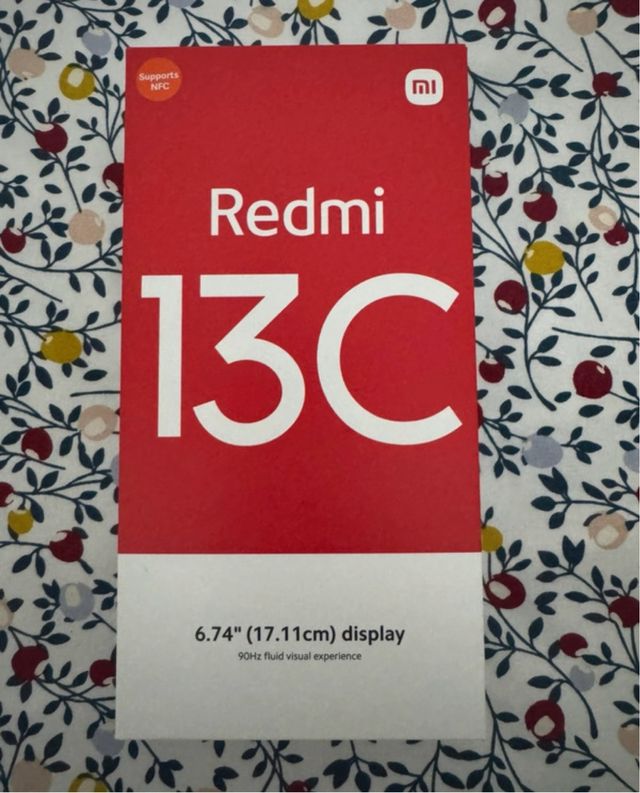 Supports
NFC
mi
Redmi
13C
6.74" (17.11cm) display
90Hz fluid visual experience